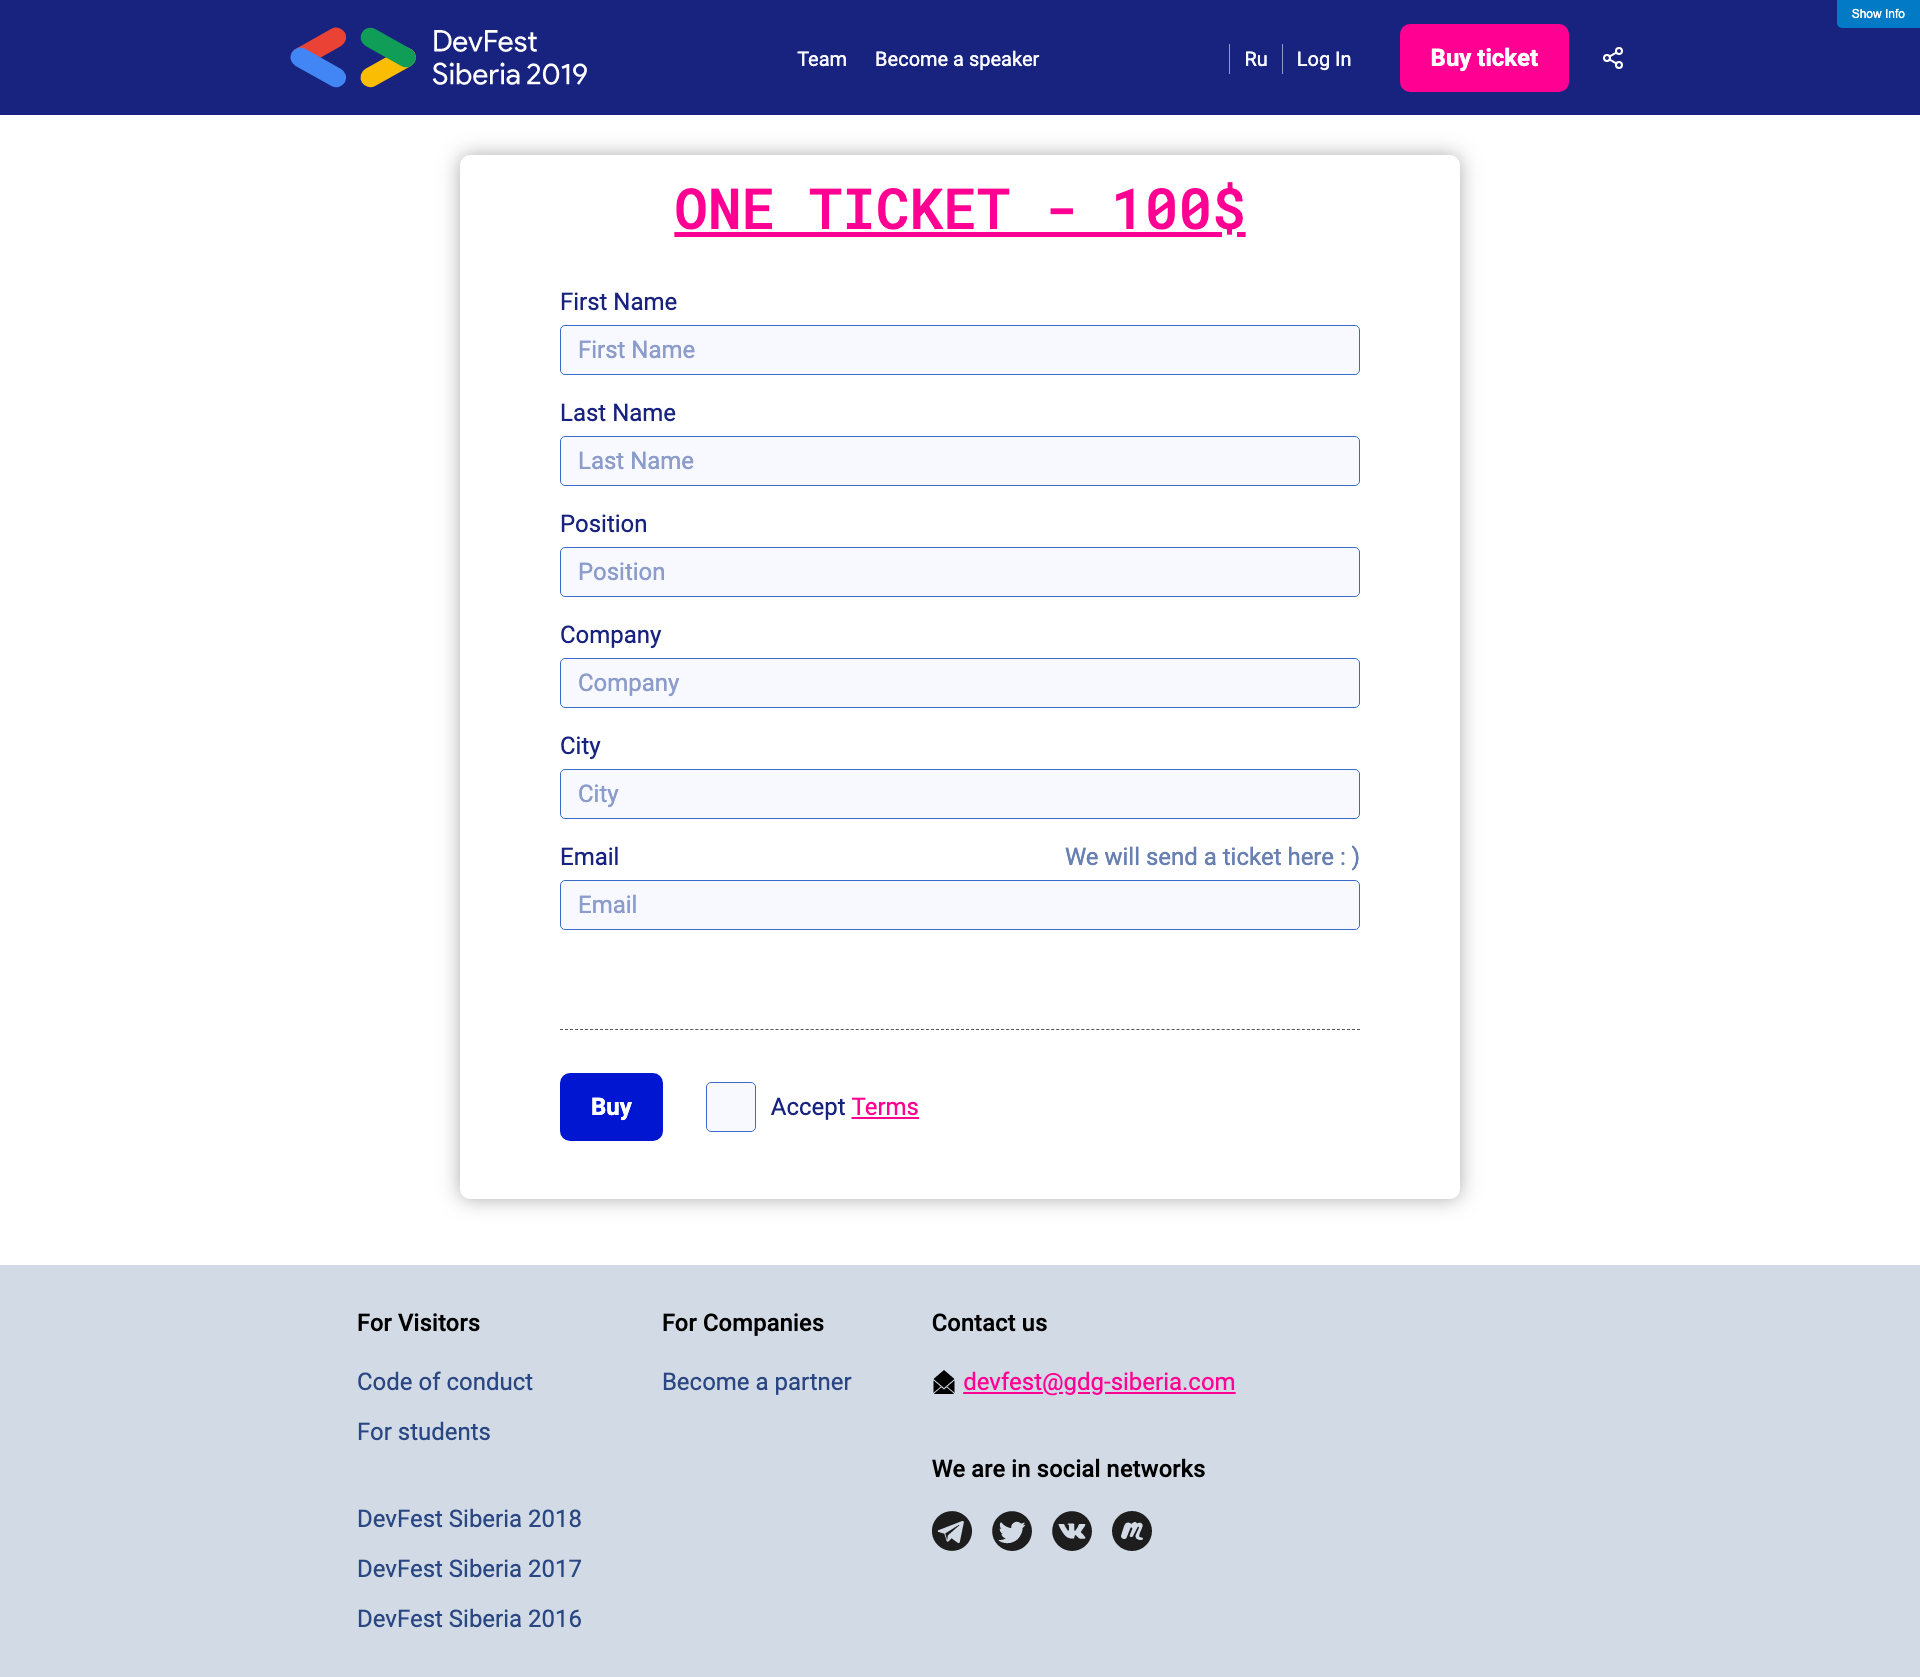 DevFest
Siberia 2019
Team
Become a speaker
Ru
Log In
Buy ticket
Show Info
ONE TICKET - 100$
First Name
First Name
Last Name
Last Name
Position
Position
Company
Company
City
City
Email
We will send a ticket here : )
Email
Buy
Accept Terms
For Visitors
Code of conduct
For students
DevFest Siberia 2018
DevFest Siberia 2017
DevFest Siberia 2016
For Companies
Become a partner
Contact us
devfest@gdg-siberia.com
We are in social networks